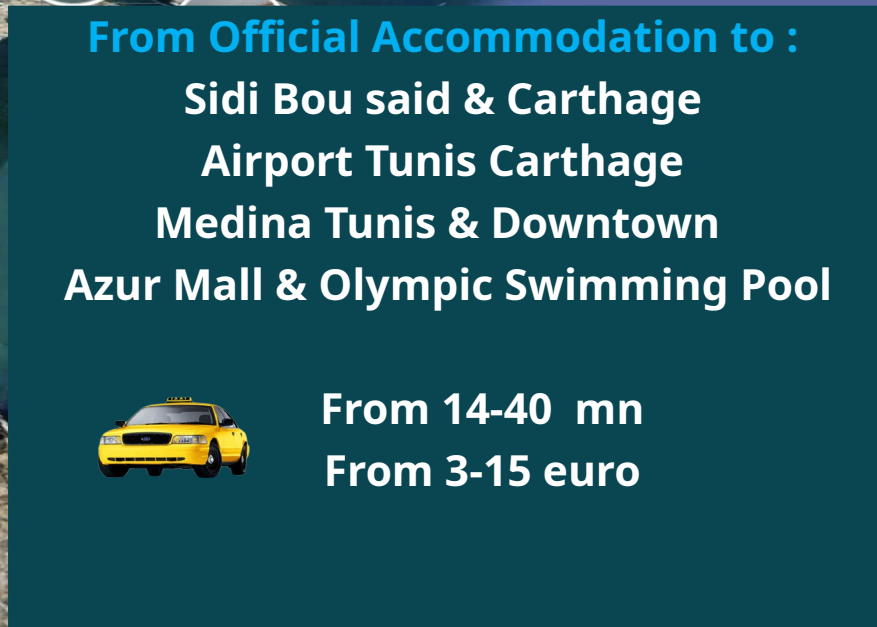 From Official Accommodation to :
Sidi Bou said & Carthage
Airport Tunis Carthage
Medina Tunis & Downtown
Azur Mall & Olympic Swimming Pool
From 14-40 mn
From 3-15 euro